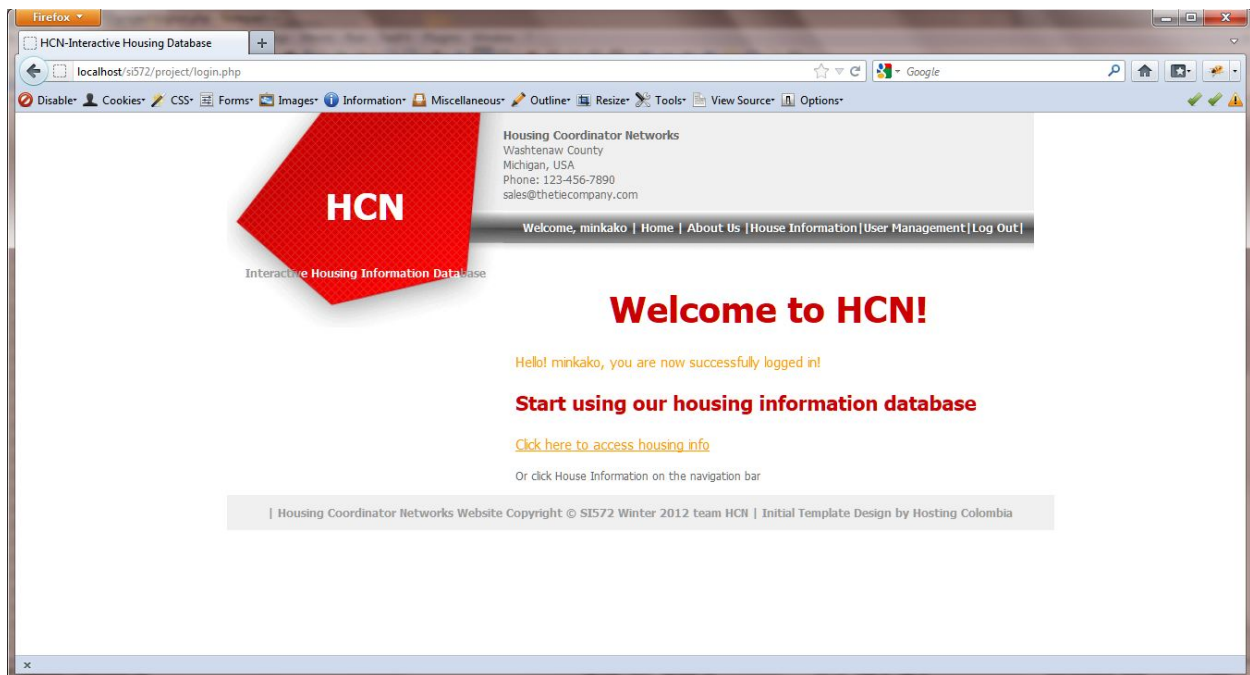 Firefox
HCN-Interactive Housing Database
+
localhost/si572/project/login.php
Google
Disable Cookies CSS Forms Images Information Miscellaneous Outline Resize Tools View Source Options
Housing Coordinator Networks
Washtenaw County
Michigan, USA
Phone: 123-456-7890
sales@thetiecompany.com
HCN
Welcome, minkako | Home | About Us |House Information|User Management|Log Out|
Interactive Housing Information Database
Welcome to HCN!
Hello! minkako, you are now successfully logged in!
Start using our housing information database
Click here to access housing info
Or click House Information on the navigation bar
| Housing Coordinator Networks Website Copyright © SI572 Winter 2012 team HCN | Initial Template Design by Hosting Colombia
x